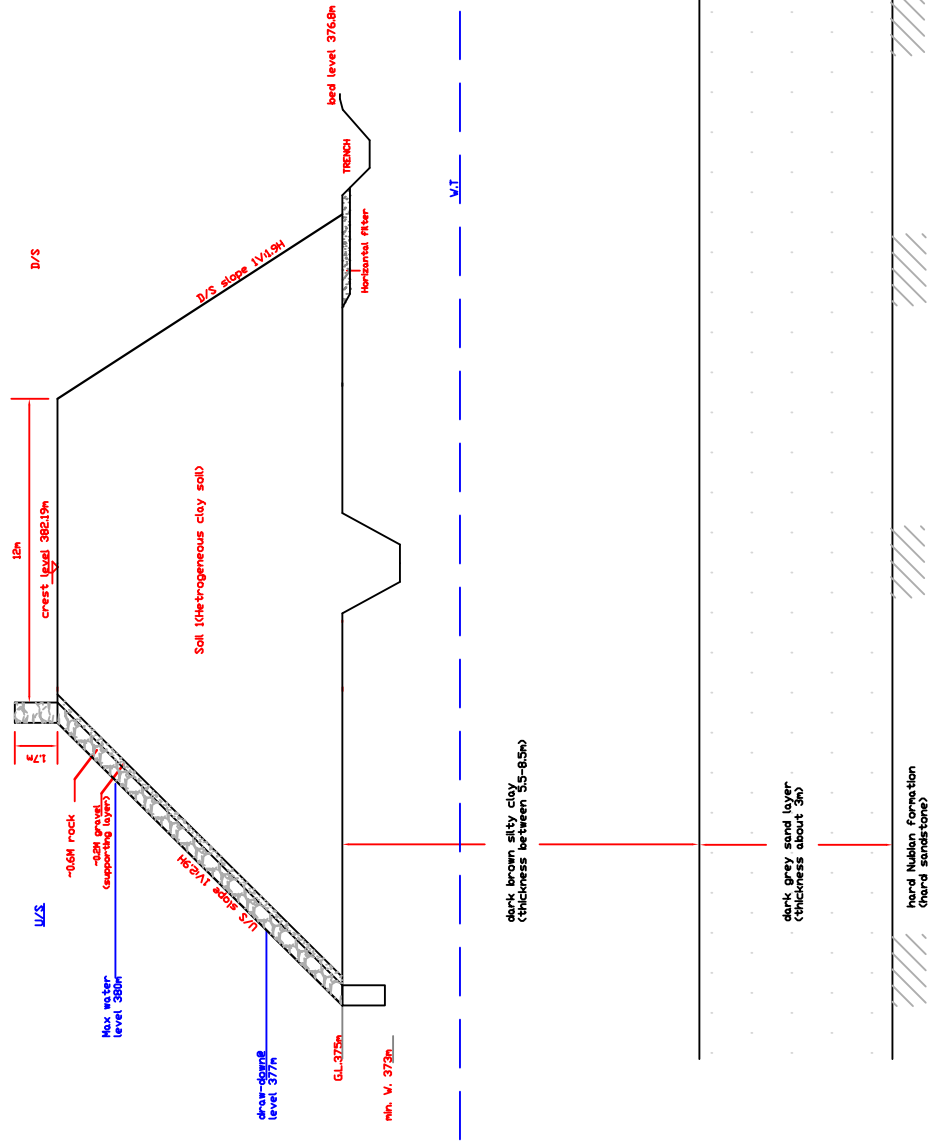 12m
crest level 382.19m
1.7m
D/S
D/S slope 1V:1.9H
bed level 376.8m
TRENCH
Horizantal filter
W.T
Soil 1(Hetrogeneous clay soil)
~0.6M rock
~0.2M gravel
(supporting layer)
U/S
U/S slope 1V:2.9H
Max water
level 380m
draw-down@
level 377m
G.L.375m
min. W. 373m
dark brown silty clay
(thickness between 5.5-8.5m)
dark grey sand layer
(thickness about 3m)
hard Nubian formation
(hard sandstone)